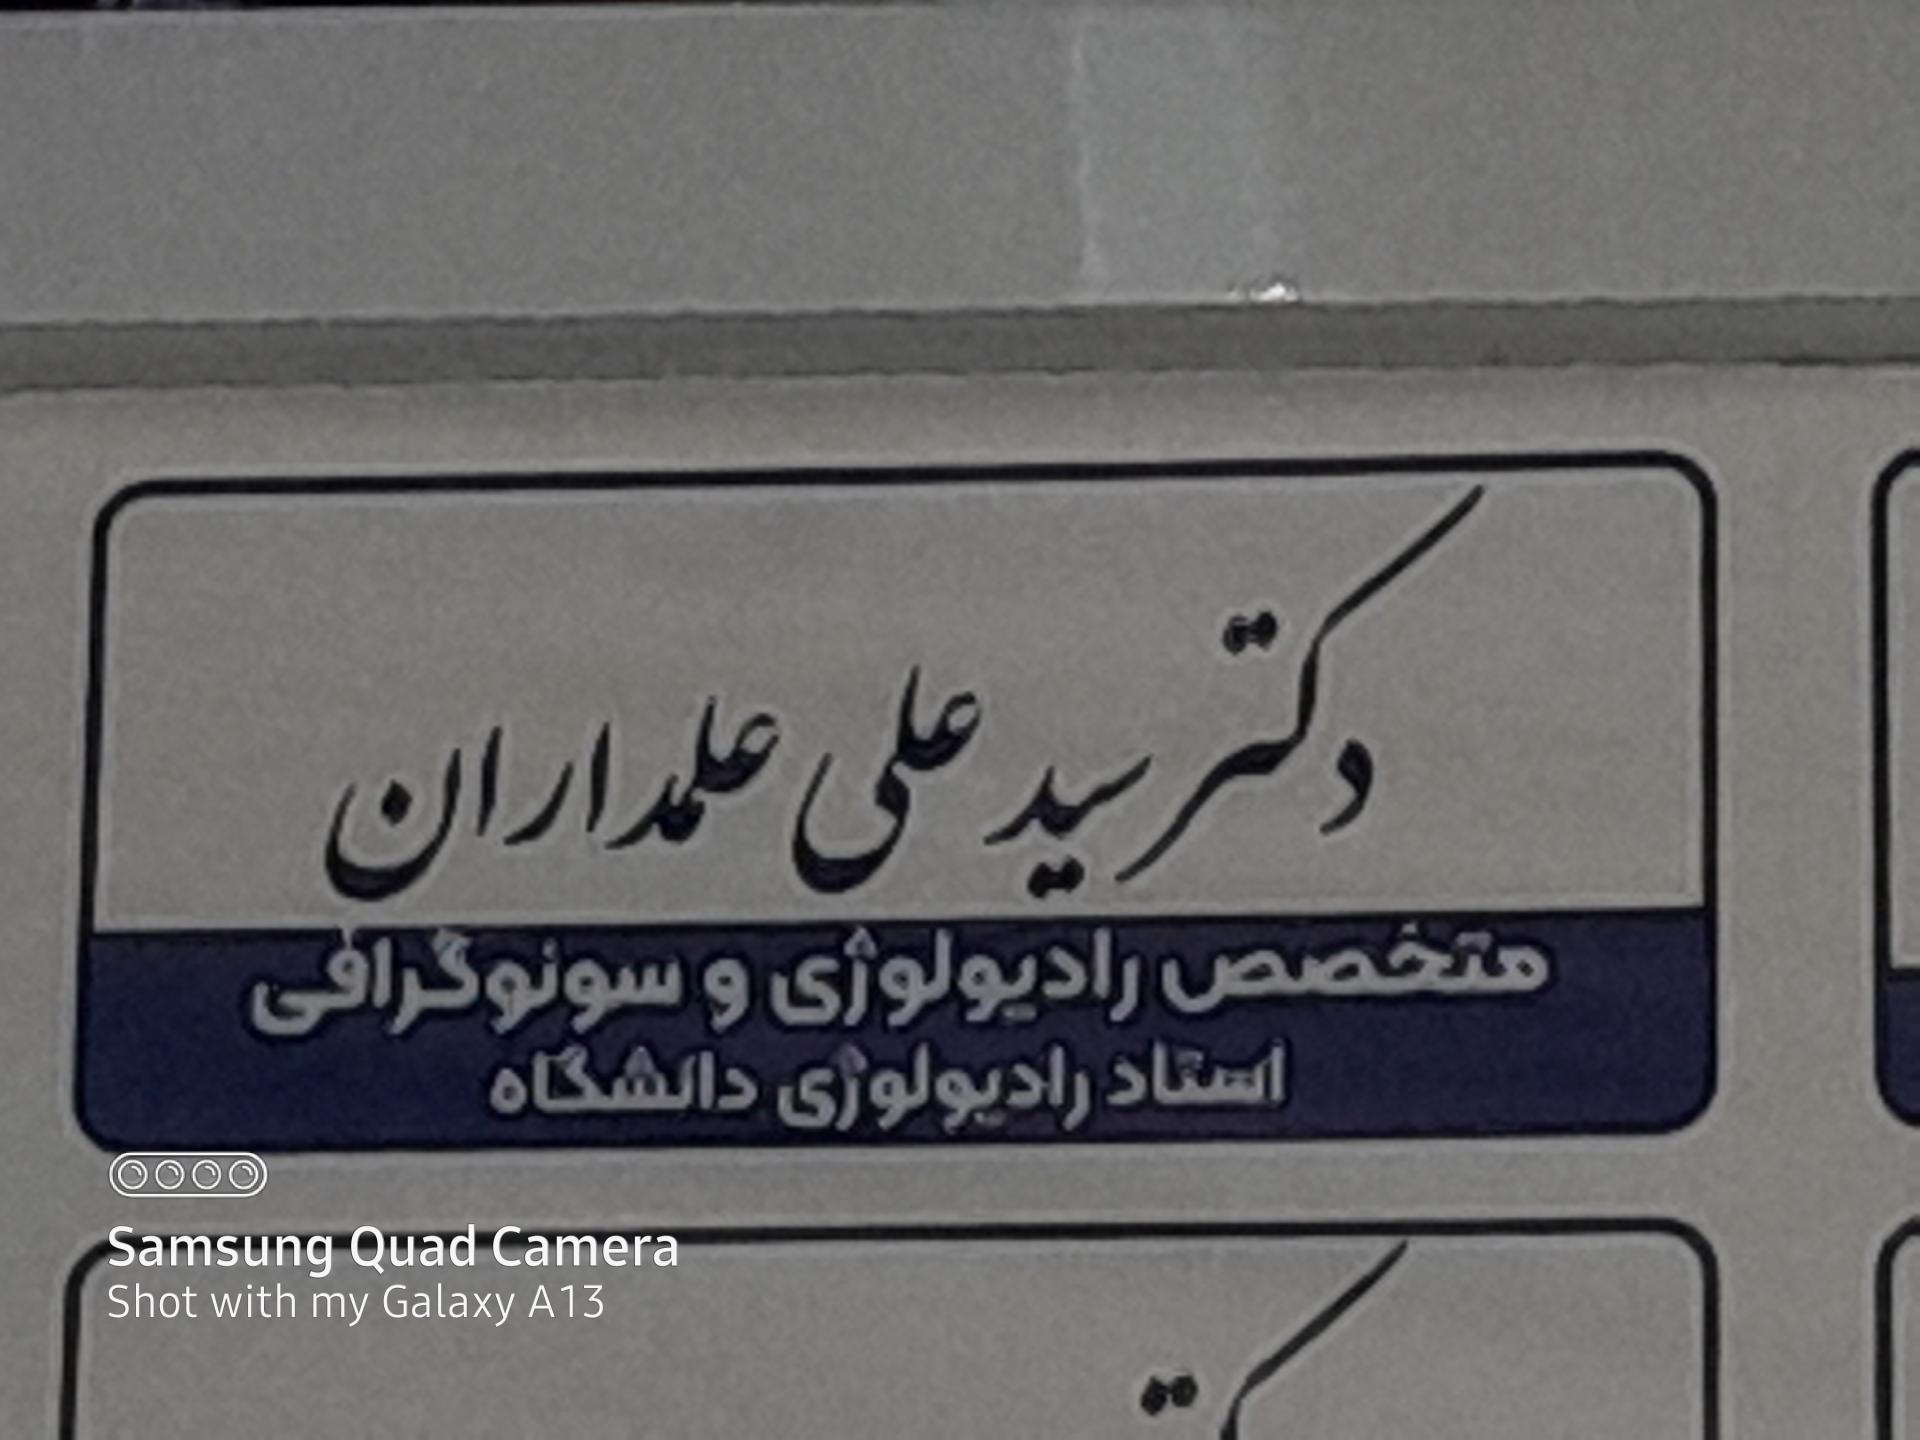 دکتر سید علی علمداران
متخصص رادیولوژی و سونوگرافی
استاد رادیولوژی دانشگاه
Samsung Quad Camera
Shot with my Galaxy A13